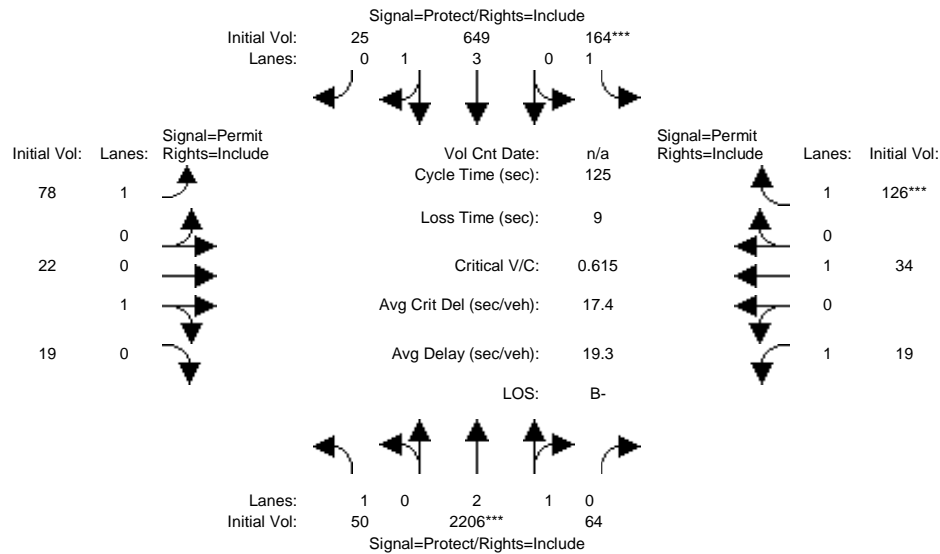 Signal=Protect/Rights=Include
Initial Vol: 25 649 164***
Lanes: 0 1 3 0 1
Signal=Permit Signal=Permit
Initial Vol: Lanes: Rights=Include Vol Cnt Date: n/a Rights=Include Lanes: Initial Vol:
Cycle Time (sec): 125
78 1 1 126***
Loss Time (sec): 9
0 0
22 0 Critical V/C: 0.615 1 34
1 Avg Crit Del (sec/veh): 17.4 0
19 0 Avg Delay (sec/veh): 19.3 1 19
LOS: B-
Lanes: 1 0 2 1 0
Initial Vol: 50 2206*** 64
Signal=Protect/Rights=Include